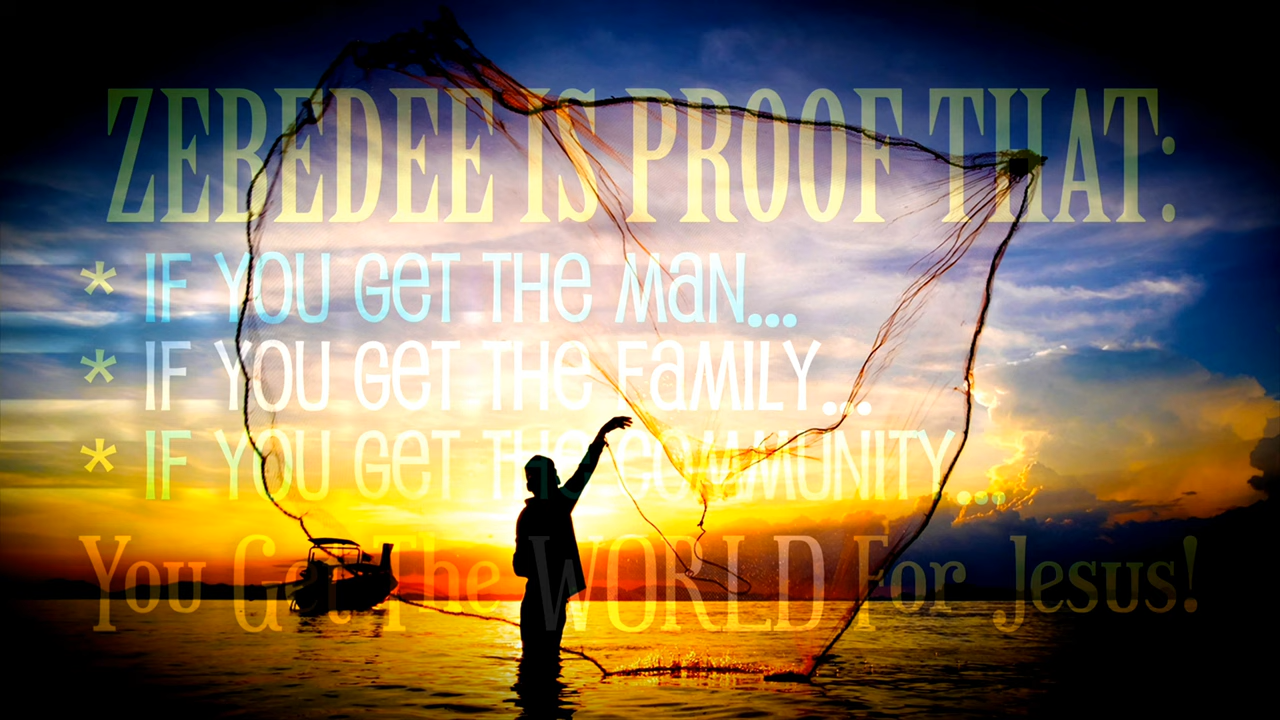 ZEBEDEE IS PROOF THAT:
* IF YOU GET THE MAN...
* IF YOU GET THE FAMILY...
* IF YOU GET THE COMMUNITY...
You Get The WORLD For Jesus!